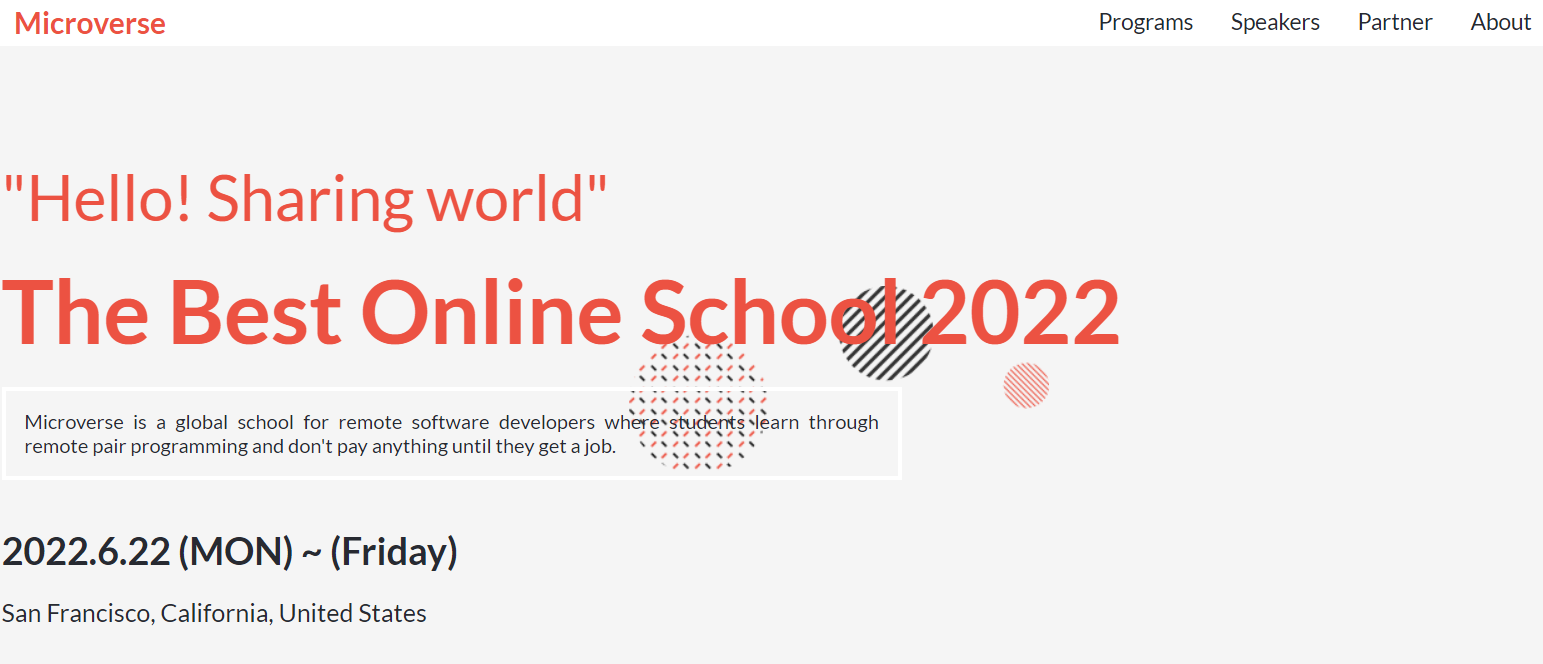 Microverse
Programs Speakers Partner About
"Hello! Sharing world"
The Best Online School 2022
Microverse is a global school for remote software developers where students learn through
remote pair programming and don't pay anything until they get a job.
2022.6.22 (MON) ~ (Friday)
San Francisco, California, United States